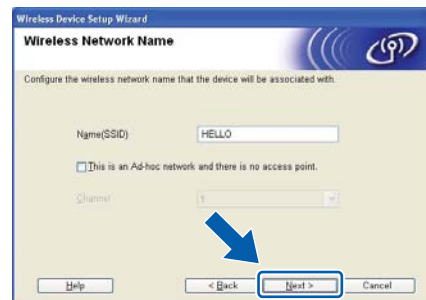 Wireless Device Setup Wizard
Wireless Network Name
Configure the wireless network name that the device will be associated with.
Name(SSID) HELLO
This is an Ad-hoc network and there is no access point.
Channel 1
Help < Back Next > Cancel